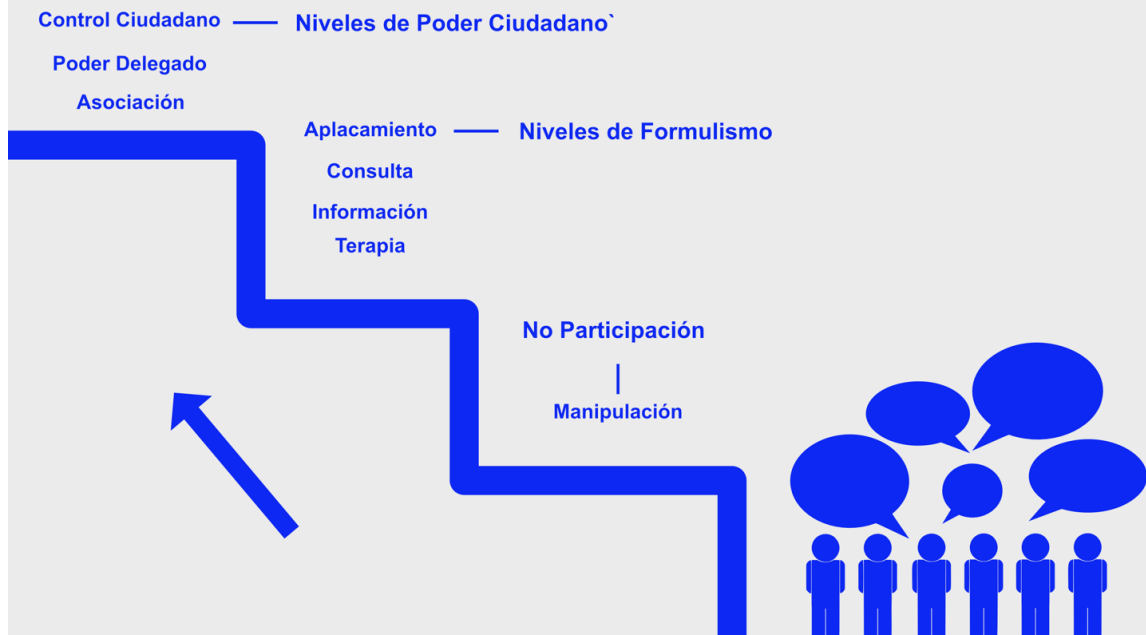 Control Ciudadano — Niveles de Poder Ciudadano`
Poder Delegado
Asociación
Aplacamiento — Niveles de Formulismo
Consulta
Información
Terapia
No Participación
Manipulación